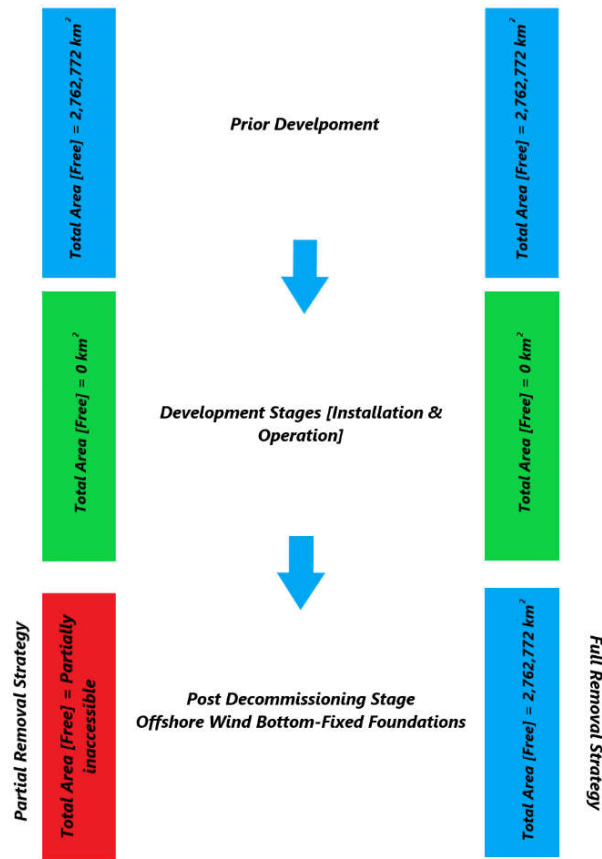 Total Area [Free] = 2,762,772 km²
Prior Develpoment
Total Area [Free] = 2,762,772 km²
Total Area [Free] = 0 km²
Development Stages [Installation &
Operation]
Total Area [Free] = 0 km²
Partial Removal Strategy
Total Area [Free] = Partially
inaccessible
Post Decommissioning Stage
Offshore Wind Bottom-Fixed Foundations
Total Area [Free] = 2,762,772 km²
Full Removal Strategy